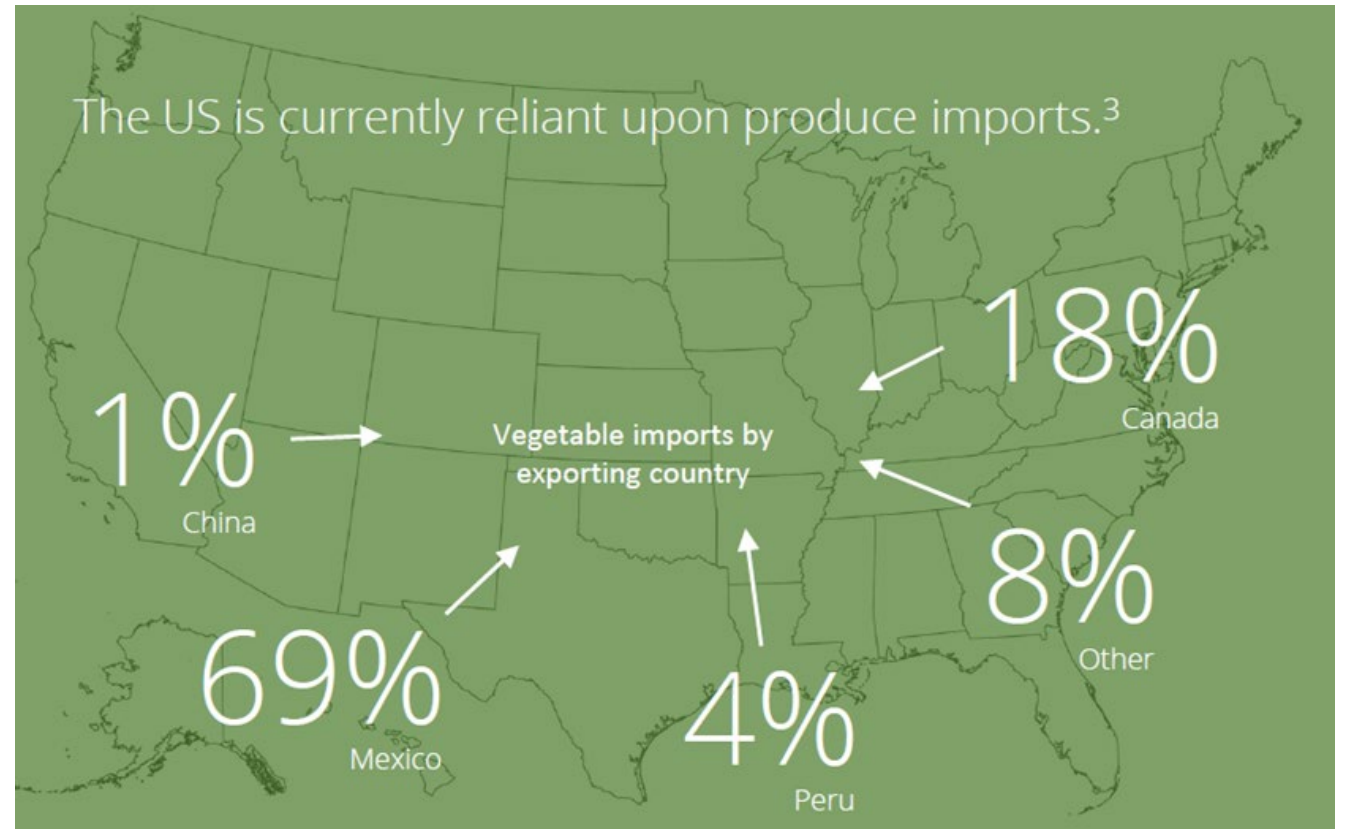 The US is currently reliant upon produce imports.³
18%
Canada
1%
China
Vegetable imports by
exporting country
8%
Other
69%
Mexico
4%
Peru